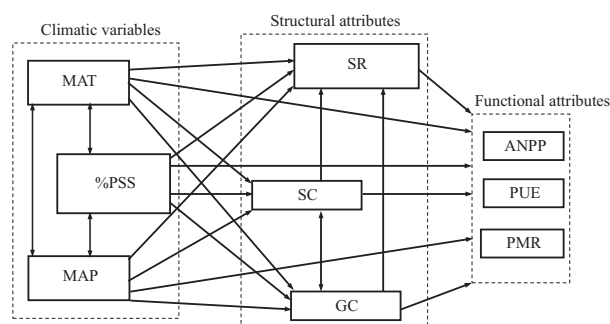 Climatic variables
Structural attributes
Functional attributes
MAT
%PSS
MAP
SR
SC
GC
ANPP
PUE
PMR